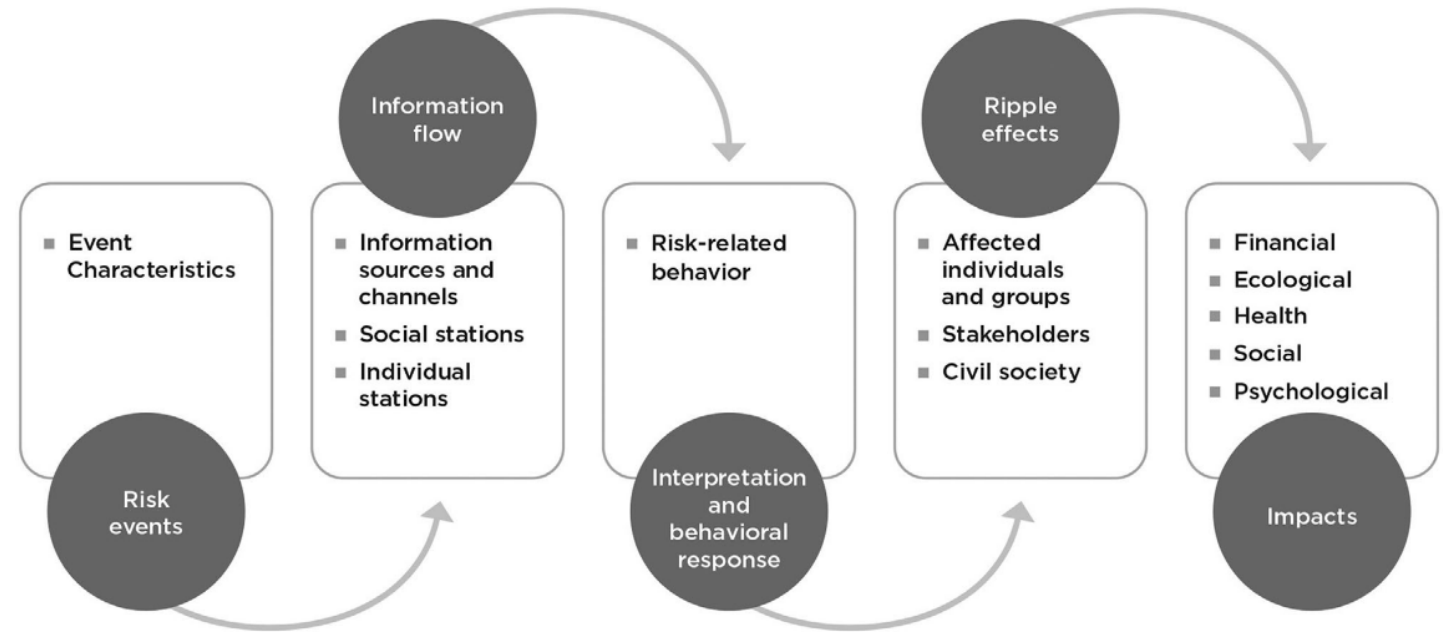 Information
flow
Ripple
effects
Event
Characteristics
Information
sources and
channels
Social stations
Individual
stations
Risk-related
behavior
Affected
individuals
and groups
Stakeholders
Civil society
Financial
Ecological
Health
Social
Psychological
Risk
events
Interpretation
and
behavioral
response
Impacts